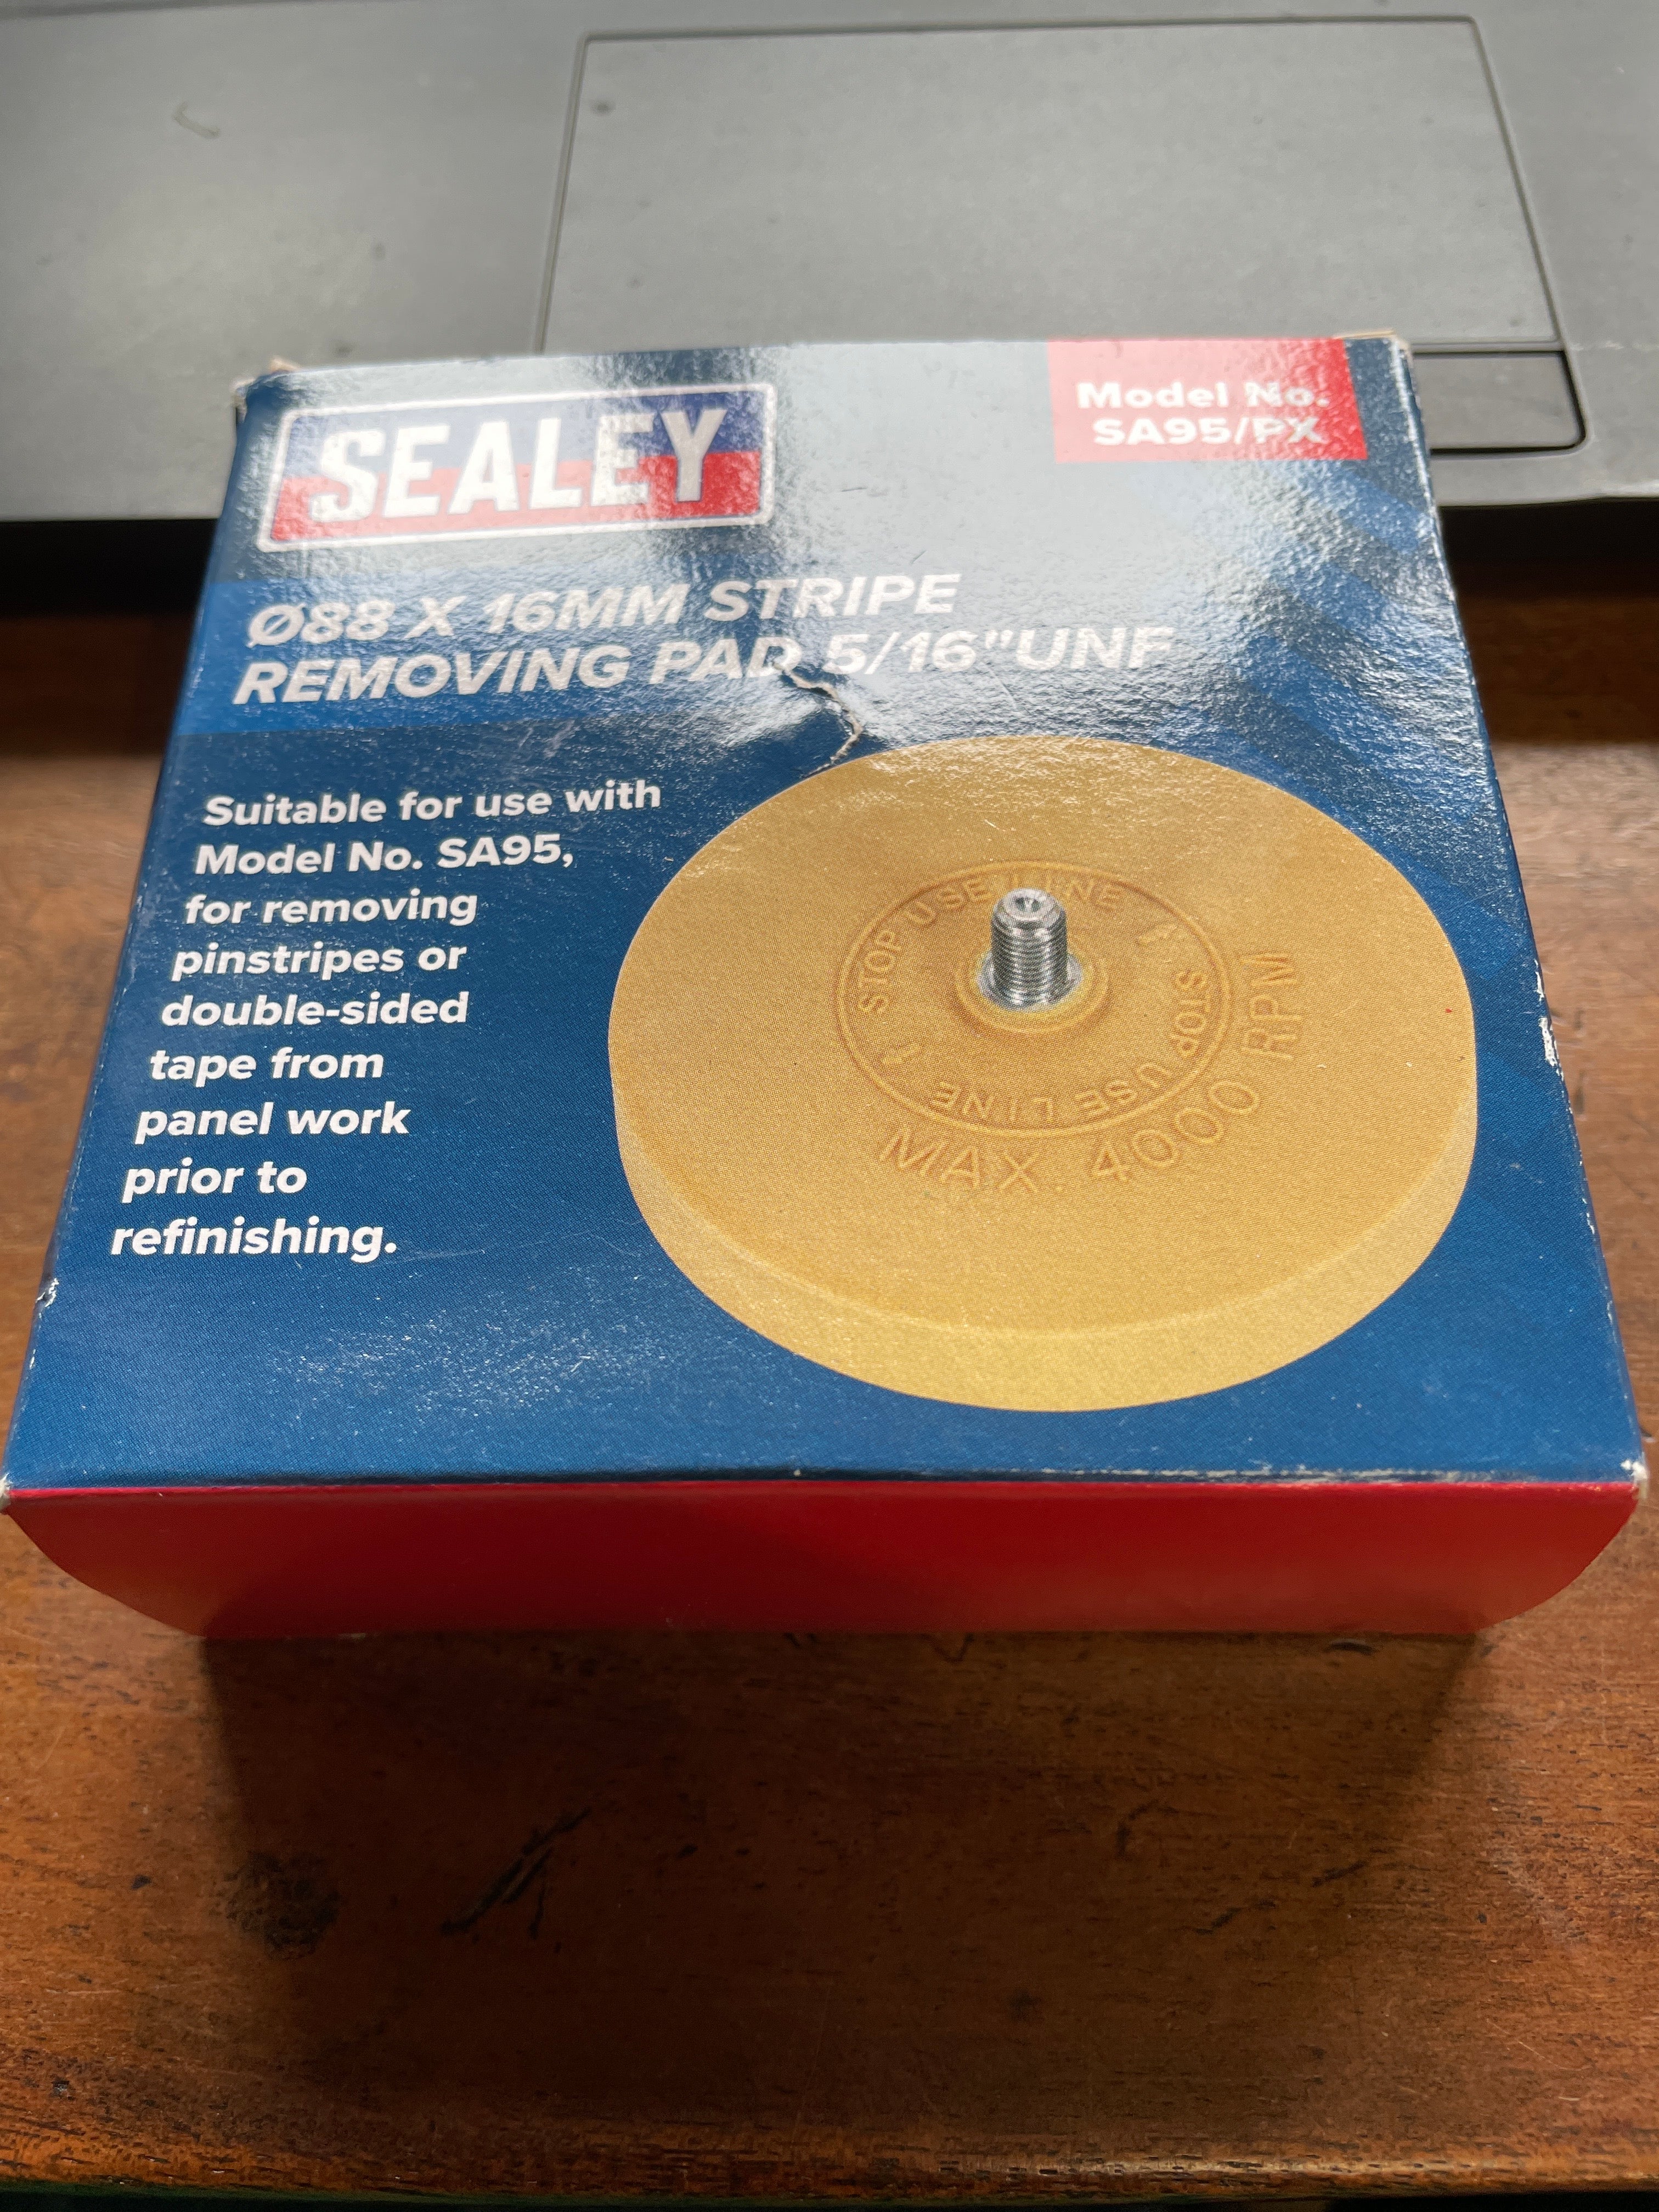 SEALEY
Model No.
SA95/PX
Ø88 X 16MM STRIPE
REMOVING PAD 5/16"UNF
Suitable for use with
Model No. SA95,
for removing
pinstripes or
double-sided
tape from
panel work
prior to
refinishing.
STOP USE LINE
STOP USE LINE
MAX. 4000 RPM